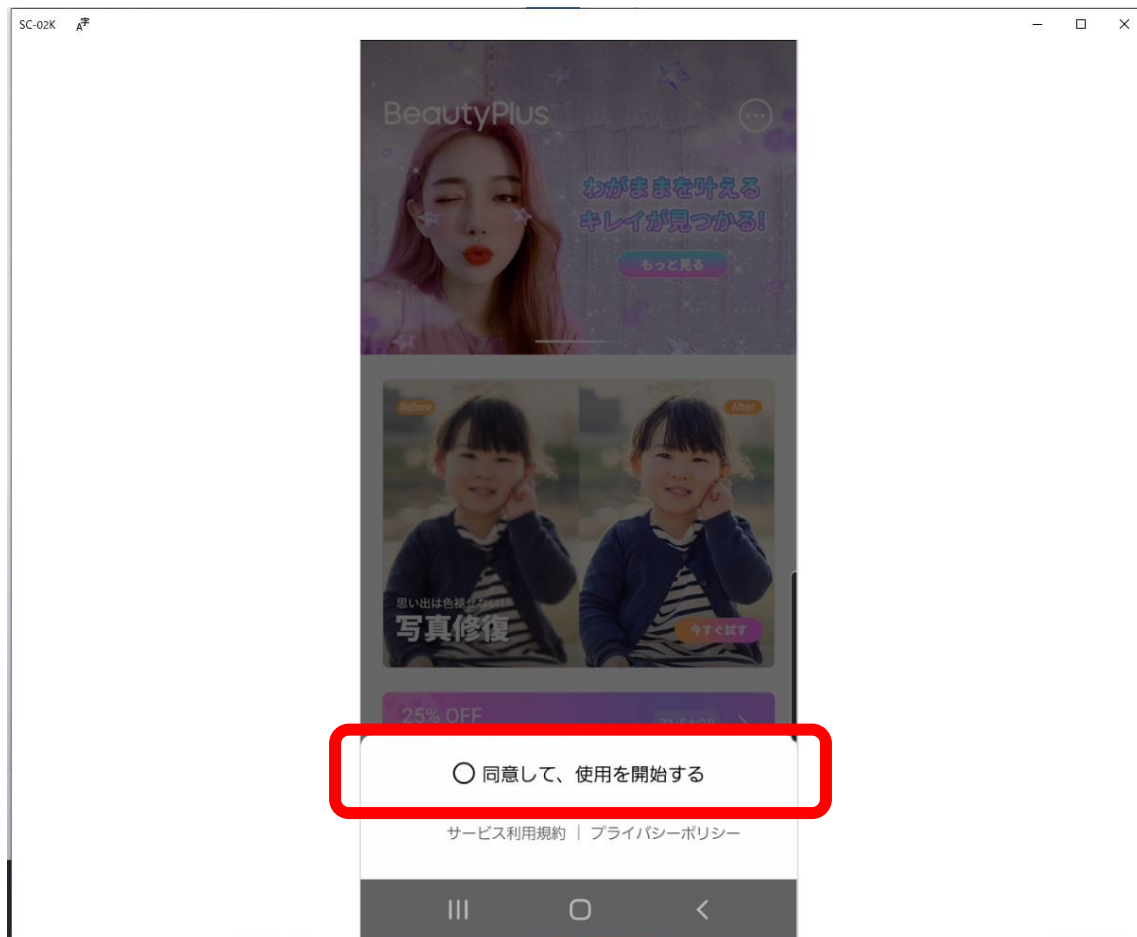 SC-02K
BeautyPlus
わがままを叶える
キレイが見つかる!
もっと見る
Before
After
思い出は色褪せない!
写真修復
今すぐ試す
25% OFF
同意して、使用を開始する
サービス利用規約 | プライバシーポリシー